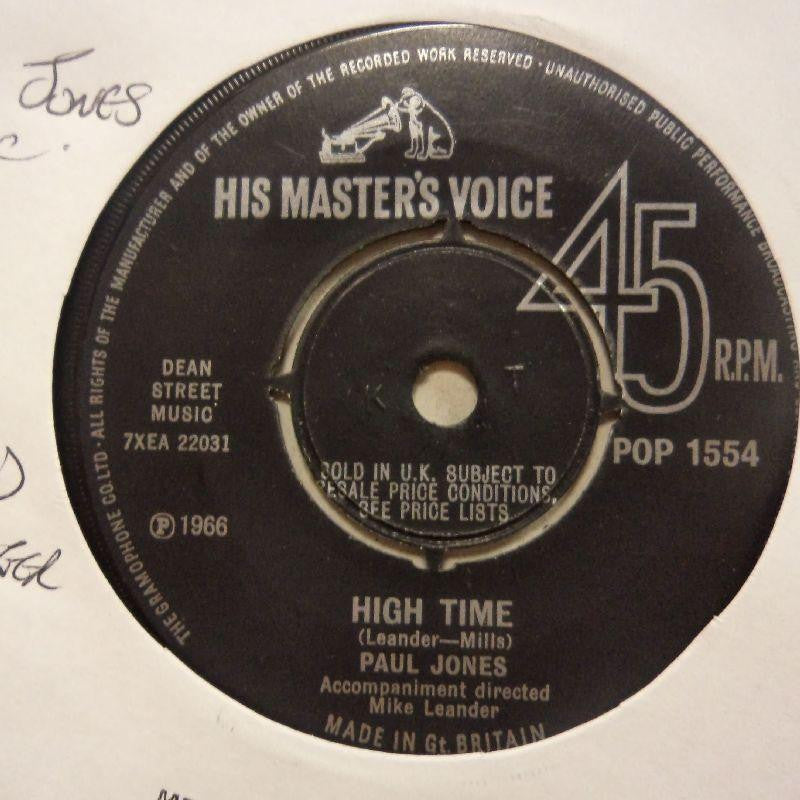 JONES
THE GRAMOPHONE CO. LTD · ALL RIGHTS OF THE MANUFACTURER AND OF THE OWNER OF THE RECORDED WORK RESERVED · UNAUTHORISED PUBLIC PERFORMANCE BROADCASTING
HIS MASTER'S VOICE
45
R.P.M.
DEAN
STREET
MUSIC
7XEA 22031
K T
POP 1554
SOLD IN U.K. SUBJECT TO
RESALE PRICE CONDITIONS,
SEE PRICE LISTS
℗ 1966
HIGH TIME
(Leander—Mills)
PAUL JONES
Accompaniment directed
Mike Leander
MADE IN Gt. BRITAIN